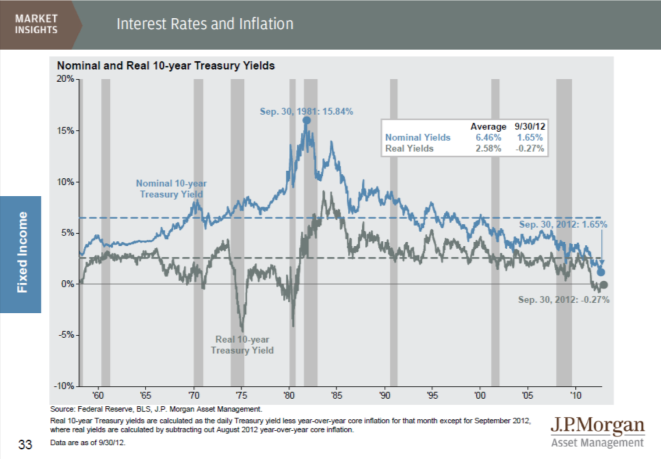 MARKET
INSIGHTS
Interest Rates and Inflation
Nominal and Real 10-year Treasury Yields
20%
15%
10%
5%
0%
-5%
-10%
Sep. 30, 1981: 15.84%
Average 9/30/12
Nominal Yields 6.46% 1.65%
Real Yields 2.58% -0.27%
Nominal 10-year
Treasury Yield
Sep. 30, 2012: 1.65%
Sep. 30, 2012: -0.27%
Real 10-year
Treasury Yield
'60 '65 '70 '75 '80 '85 '90 '95 '00 '05 '10
Fixed Income
Source: Federal Reserve, BLS, J.P. Morgan Asset Management.
Real 10-year Treasury yields are calculated as the daily Treasury yield less year-over-year core inflation for that month except for September 2012,
where real yields are calculated by subtracting out August 2012 year-over-year core inflation.
Data are as of 9/30/12.
33
J.P.Morgan
Asset Management